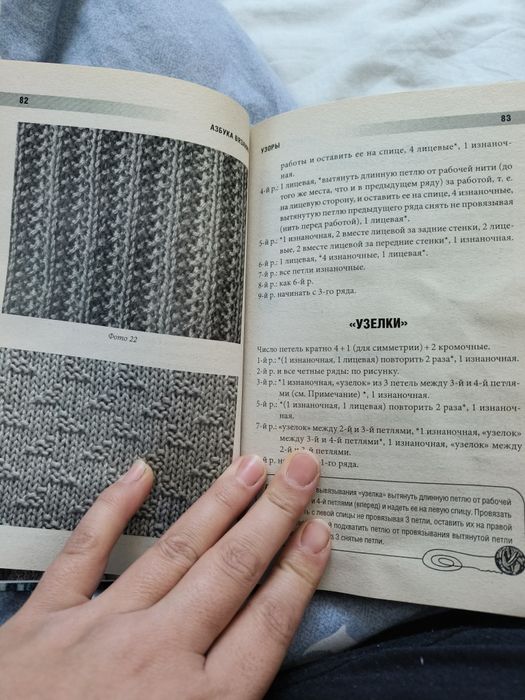 82
АЗБУКА ВЯЗАНИЯ
Фото 22
УЗОРЫ
83
работы и оставить ее на спице, 4 лицевые*, 1 изнаноч-
ная.
4-й р.: 1 лицевая, *вытянуть длинную петлю от рабочей нити (до
того же места, что и в предыдущем ряду) за работой, т. е.
на лицевую сторону, и оставить ее на спице, 4 изнаночные,
вытянутую петлю предыдущего ряда снять не провязывая
(нить перед работой), 1 лицевая*.
5-й р.: *1 изнаночная, 2 вместе лицевой за задние стенки, 2 лице-
вые, 2 вместе лицевой за передние стенки*, 1 изнаночная.
6-й р.: 1 лицевая, *4 изнаночные, 1 лицевая*.
7-й р.: все петли изнаночные.
8-й р.: как 6-й р.
9-й р.: начинать с 3-го ряда.
«УЗЕЛКИ»
Число петель кратно 4 + 1 (для симметрии) + 2 кромочные.
1-й р.: *(1 изнаночная, 1 лицевая) повторить 2 раза*, 1 изнаночная.
2-й р. и все четные ряды: по рисунку.
3-й р.: *1 изнаночная, «узелок» из 3 петель между 3-й и 4-й петля-
ми (см. Примечание) *, 1 изнаночная.
5-й р.: *(1 изнаночная, 1 лицевая) повторить 2 раза*, 1 изнаноч-
ная.
7-й р.: «узелок» между 2-й и 3-й петлями, *1 изнаночная, «узелок»
между 3-й и 4-й петлями*, 1 изнаночная, «узелок» между
2-й и 3-й петлями.
1-го ряда.
вывязывания «узелка» вытянуть длинную петлю от рабочей
и 4-й петлями (вперед) и надеть ее на левую спицу. Провязать
с левой спицы не провязывая 3 петли, оставить их на правой
й подхватить петлю от провязывания вытянутой петли
3 снятые петли.